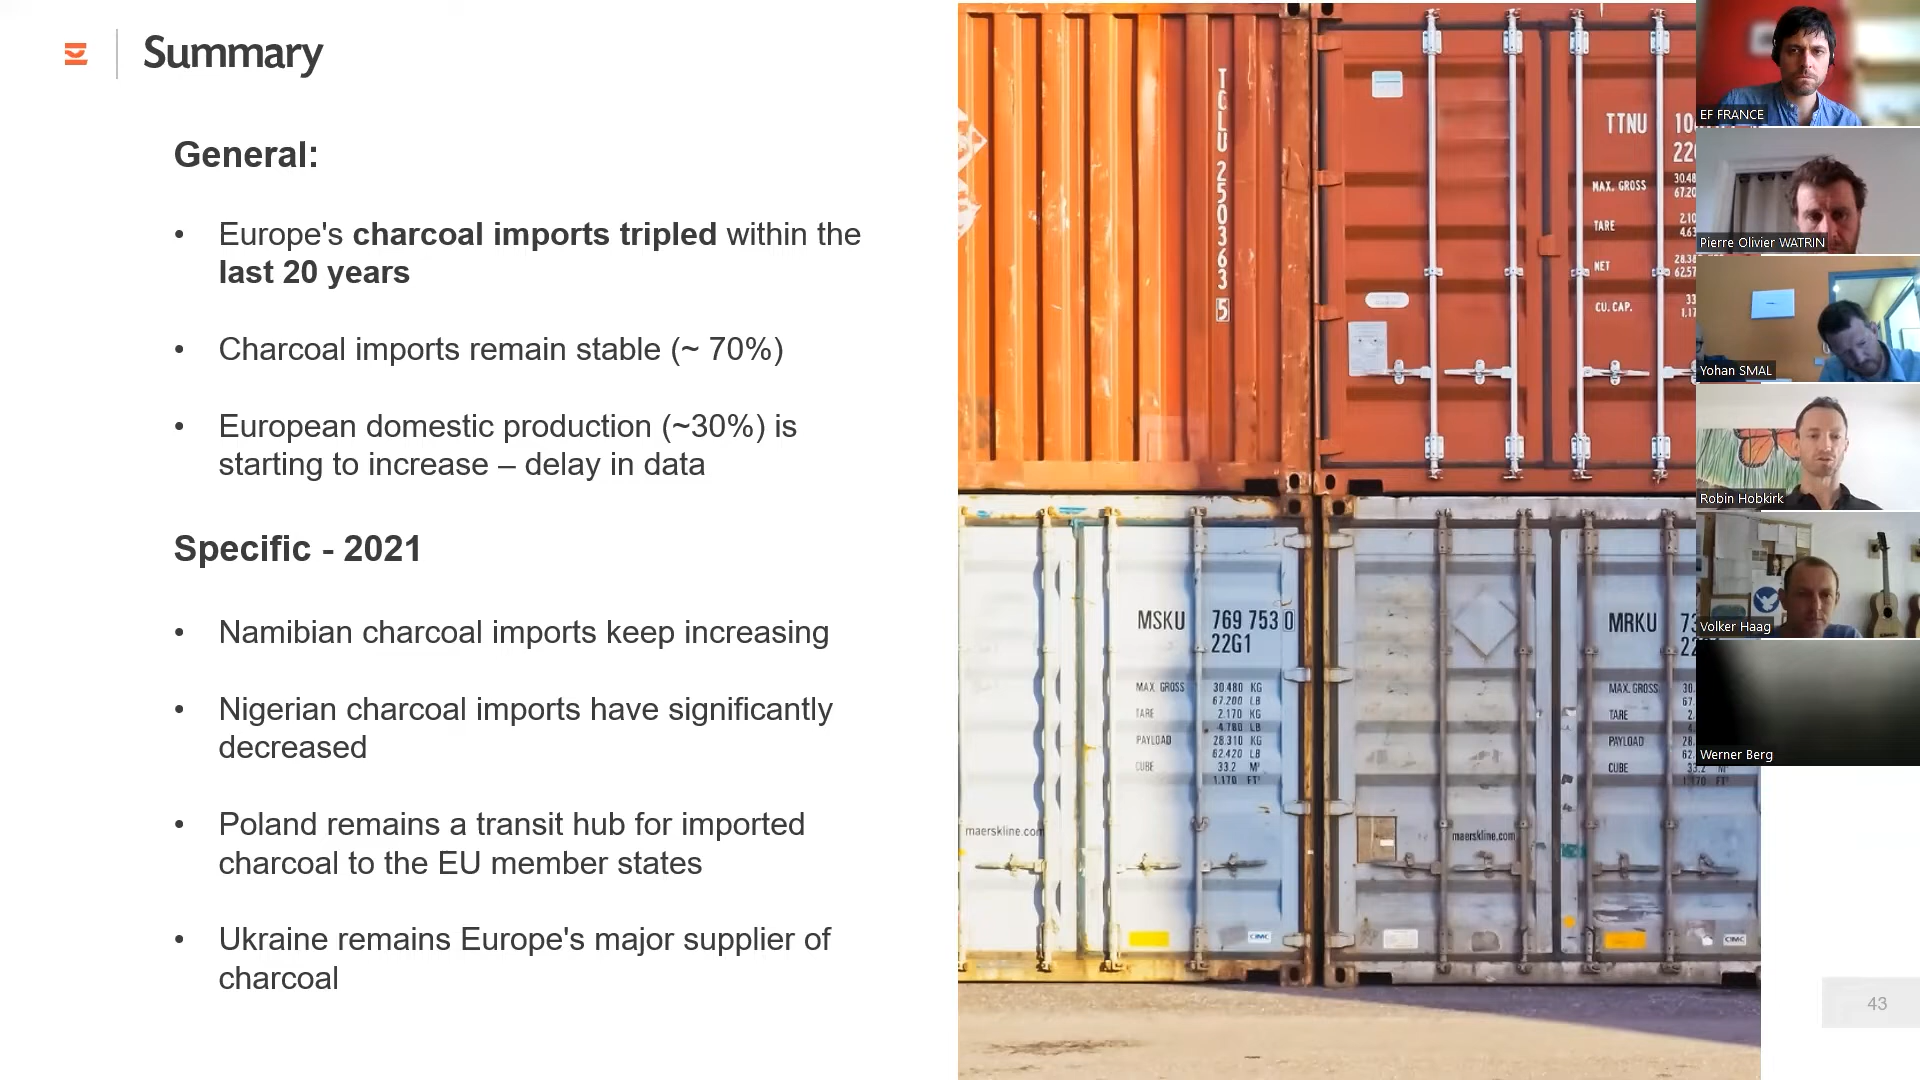 Summary
General:
• Europe's charcoal imports tripled within the
last 20 years
• Charcoal imports remain stable (~ 70%)
• European domestic production (~30%) is
starting to increase – delay in data
Specific - 2021
• Namibian charcoal imports keep increasing
• Nigerian charcoal imports have significantly
decreased
• Poland remains a transit hub for imported
charcoal to the EU member states
• Ukraine remains Europe's major supplier of
charcoal
TCLU 250363 5
TTNU
MAX. GROSS
TARE
NET
CU. CAP.
MSKU 769 753 0
22G1
MAX. GROSS 30.480 KG
67.200 LB
TARE 2.170 KG
4.780 LB
PAYLOAD 28.310 KG
62.420 LB
CUBE 33.2 M³
1.170 FT³
maerskline.com
CIMC
MRKU
MAX. GROSS
TARE
PAYLOAD
CUBE
maerskline.com
CIMC
EF FRANCE
Pierre Olivier WATRIN
Yohan SMAL
Robin Hobkirk
Volker Haag
Werner Berg
43